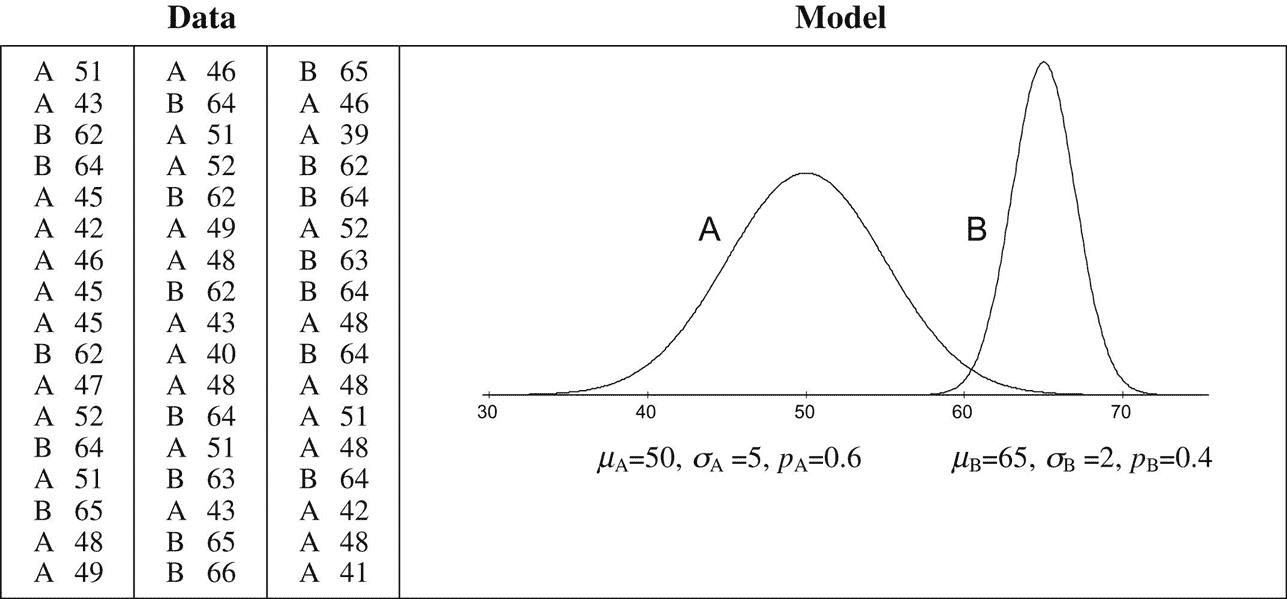 Data Model
A 51 A 46 B 65
A 43 B 64 A 46
B 62 A 51 A 39
B 64 A 52 B 62
A 45 B 62 B 64
A 42 A 49 A 52
A 46 A 48 B 63
A 45 B 62 B 64
A 45 A 43 A 48
B 62 A 40 B 64
A 47 A 48 A 48
A 52 B 64 A 51
B 64 A 51 A 48
A 51 B 63 B 64
B 65 A 43 A 42
A 48 B 65 A 48
A 49 B 66 A 41
A B
30 40 50 60 70
μA=50, σA =5, pA=0.6 μB=65, σB =2, pB=0.4